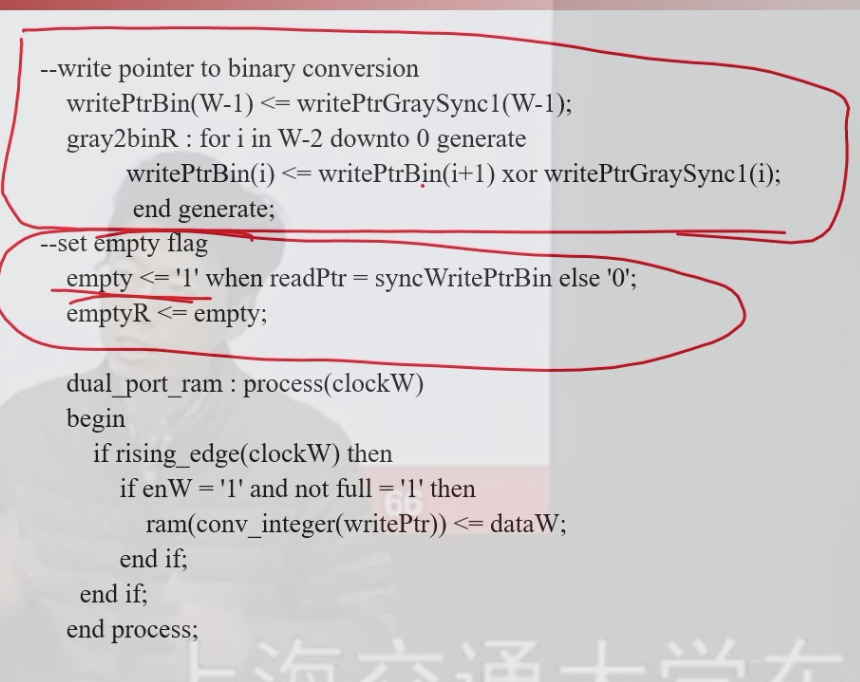 --write pointer to binary conversion
writePtrBin(W-1) <= writePtrGraySync1(W-1);
gray2binR : for i in W-2 downto 0 generate
writePtrBin(i) <= writePtrBin(i+1) xor writePtrGraySync1(i);
end generate;
--set empty flag
empty <= '1' when readPtr = syncWritePtrBin else '0';
emptyR <= empty;
dual_port_ram : process(clockW)
begin
if rising_edge(clockW) then
if enW = '1' and not full = '1' then
66
ram(conv_integer(writePtr)) <= dataW;
end if;
end if;
end process;
上海交通大学在